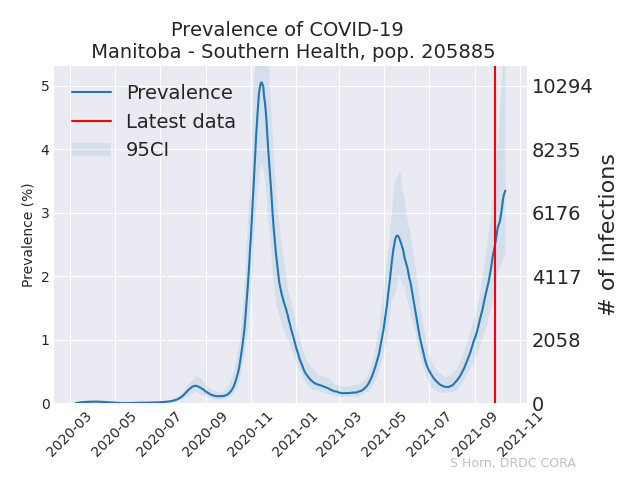 Prevalence of COVID-19
Manitoba - Southern Health, pop. 205885
Prevalence
Latest data
95CI
Prevalence (%)
5
4
3
2
1
0
10294
8235
6176
4117
2058
0
# of infections
2020-03
2020-05
2020-07
2020-09
2020-11
2021-01
2021-03
2021-05
2021-07
2021-09
2021-11
S Horn, DRDC CORA